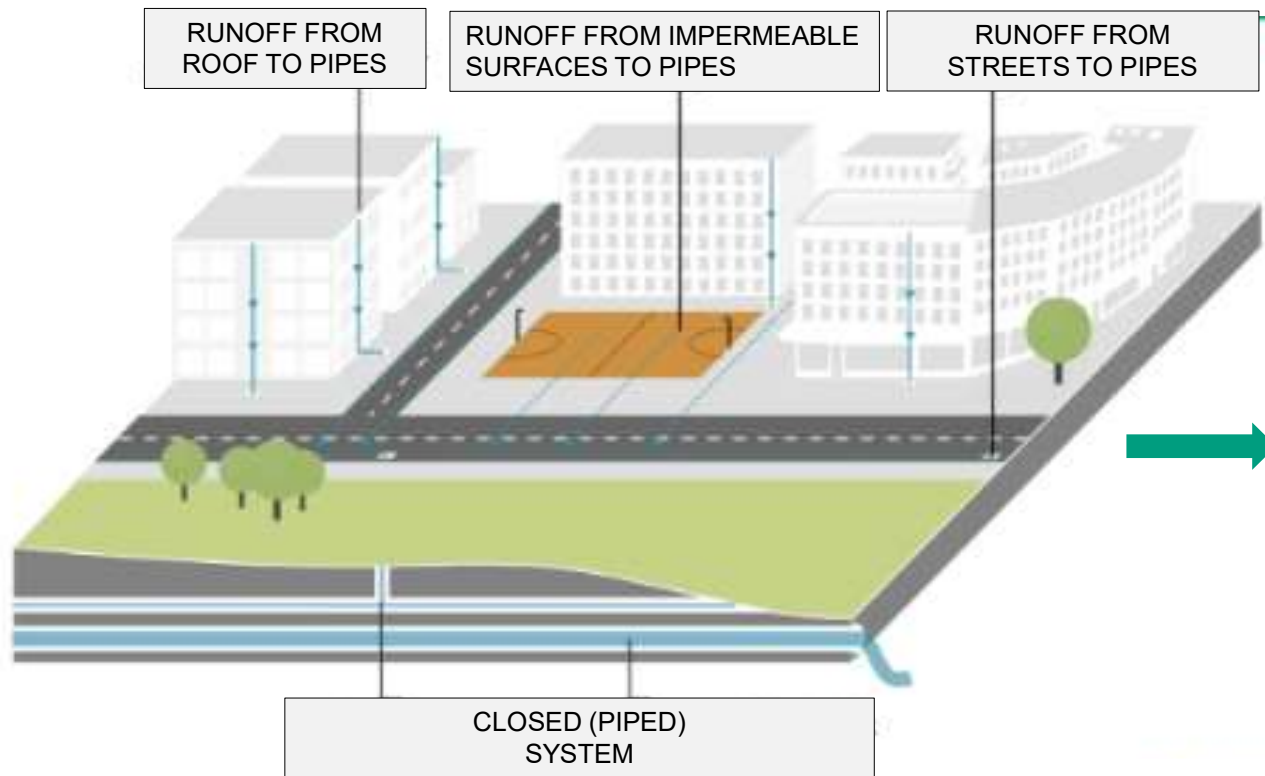 RUNOFF FROM
ROOF TO PIPES
RUNOFF FROM IMPERMEABLE
SURFACES TO PIPES
RUNOFF FROM
STREETS TO PIPES
CLOSED (PIPED)
SYSTEM